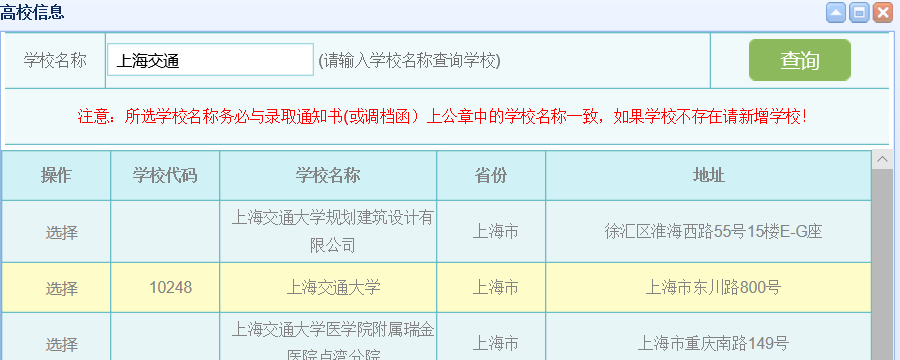 高校信息
学校名称 上海交通 (请输入学校名称查询学校) 查询
注意：所选学校名称务必与录取通知书(或调档函）上公章中的学校名称一致，如果学校不存在请新增学校！
操作 学校代码 学校名称 省份 地址
选择 上海交通大学规划建筑设计有 上海市 徐汇区淮海西路55号15楼E-G座
限公司
选择 10248 上海交通大学 上海市 上海市东川路800号
选择 上海交通大学医学院附属瑞金 上海市 上海市重庆南路149号
医院卢湾分院